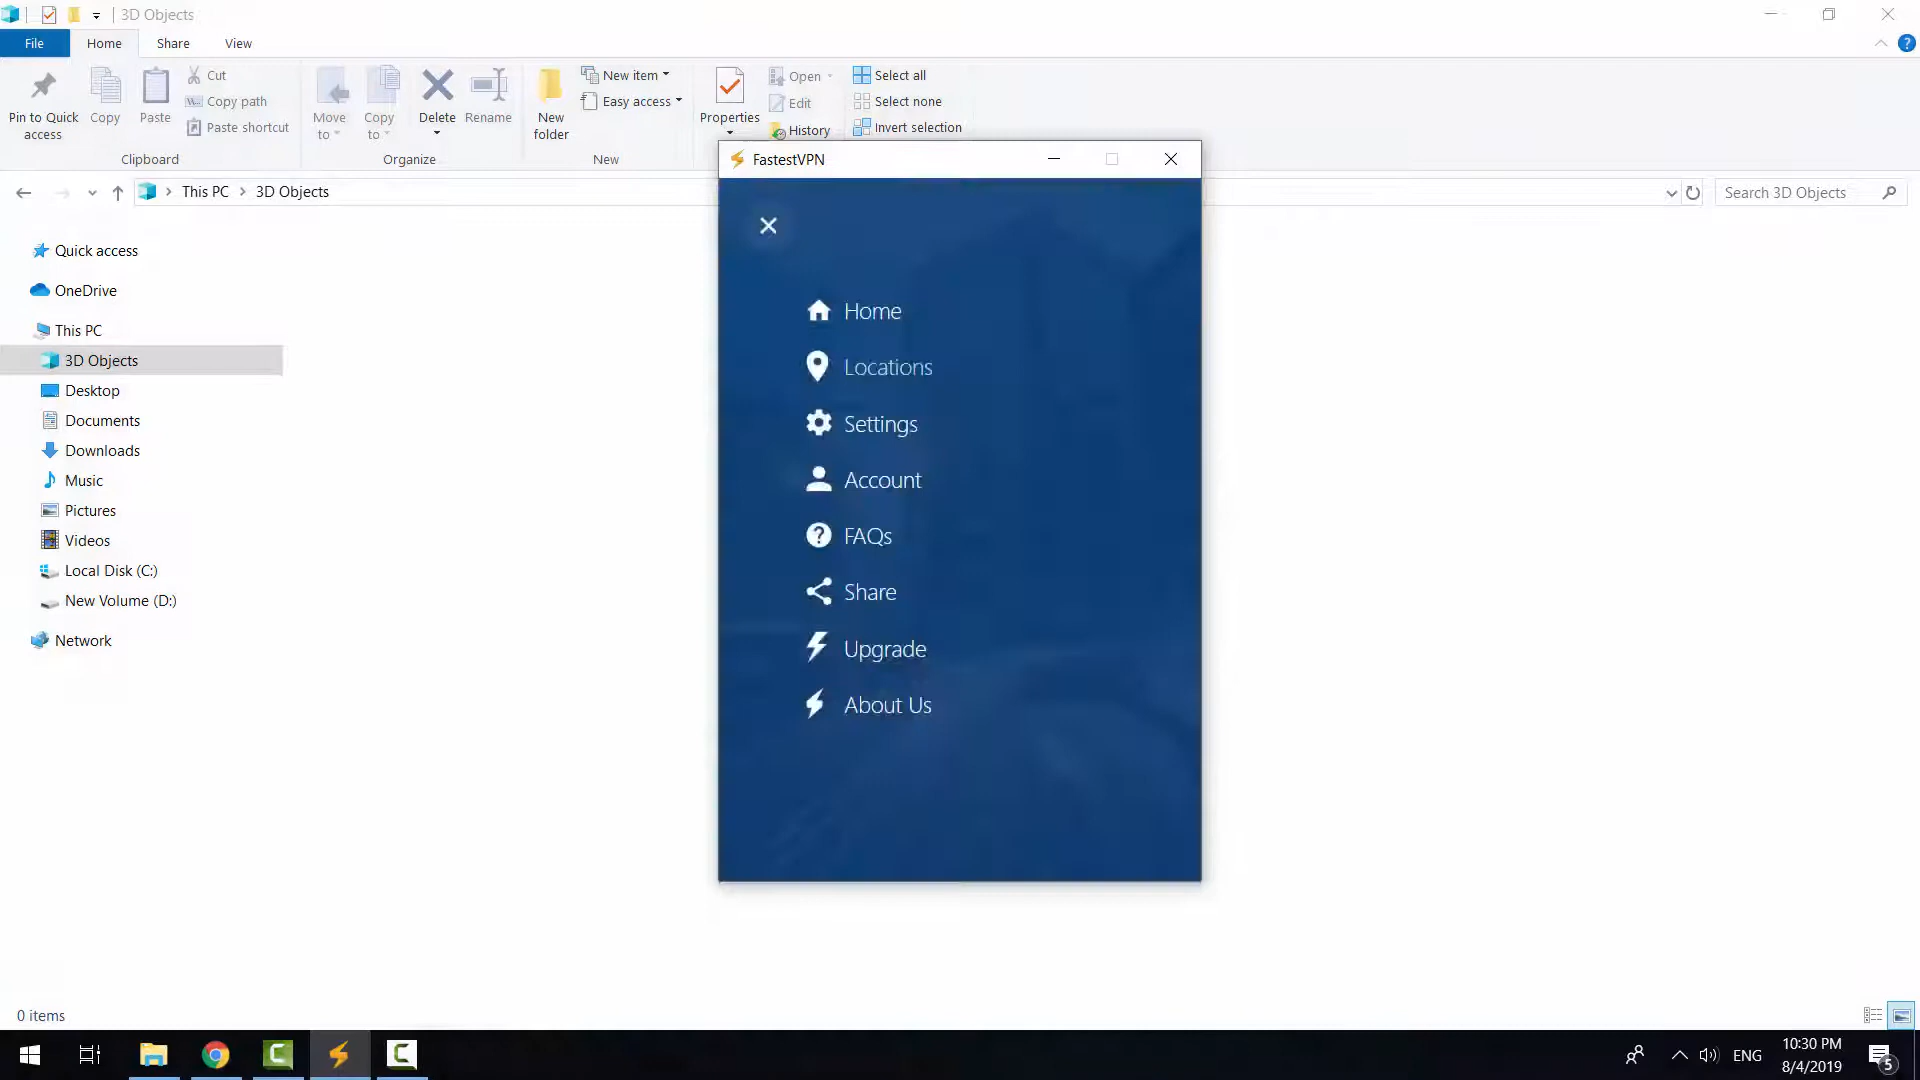 3D Objects
File
Home
Share
View
Pin to Quick access
Copy
Paste
Cut
Copy path
Paste shortcut
Clipboard
Move to
Copy to
Delete
Rename
Organize
New folder
New item
Easy access
New
Properties
Open
Edit
History
Select all
Select none
Invert selection
This PC
3D Objects
Search 3D Objects
Quick access
OneDrive
This PC
3D Objects
Desktop
Documents
Downloads
Music
Pictures
Videos
Local Disk (C:)
New Volume (D:)
Network
FastestVPN
Home
Locations
Settings
Account
FAQs
Share
Upgrade
About Us
0 items
ENG
10:30 PM
8/4/2019
5